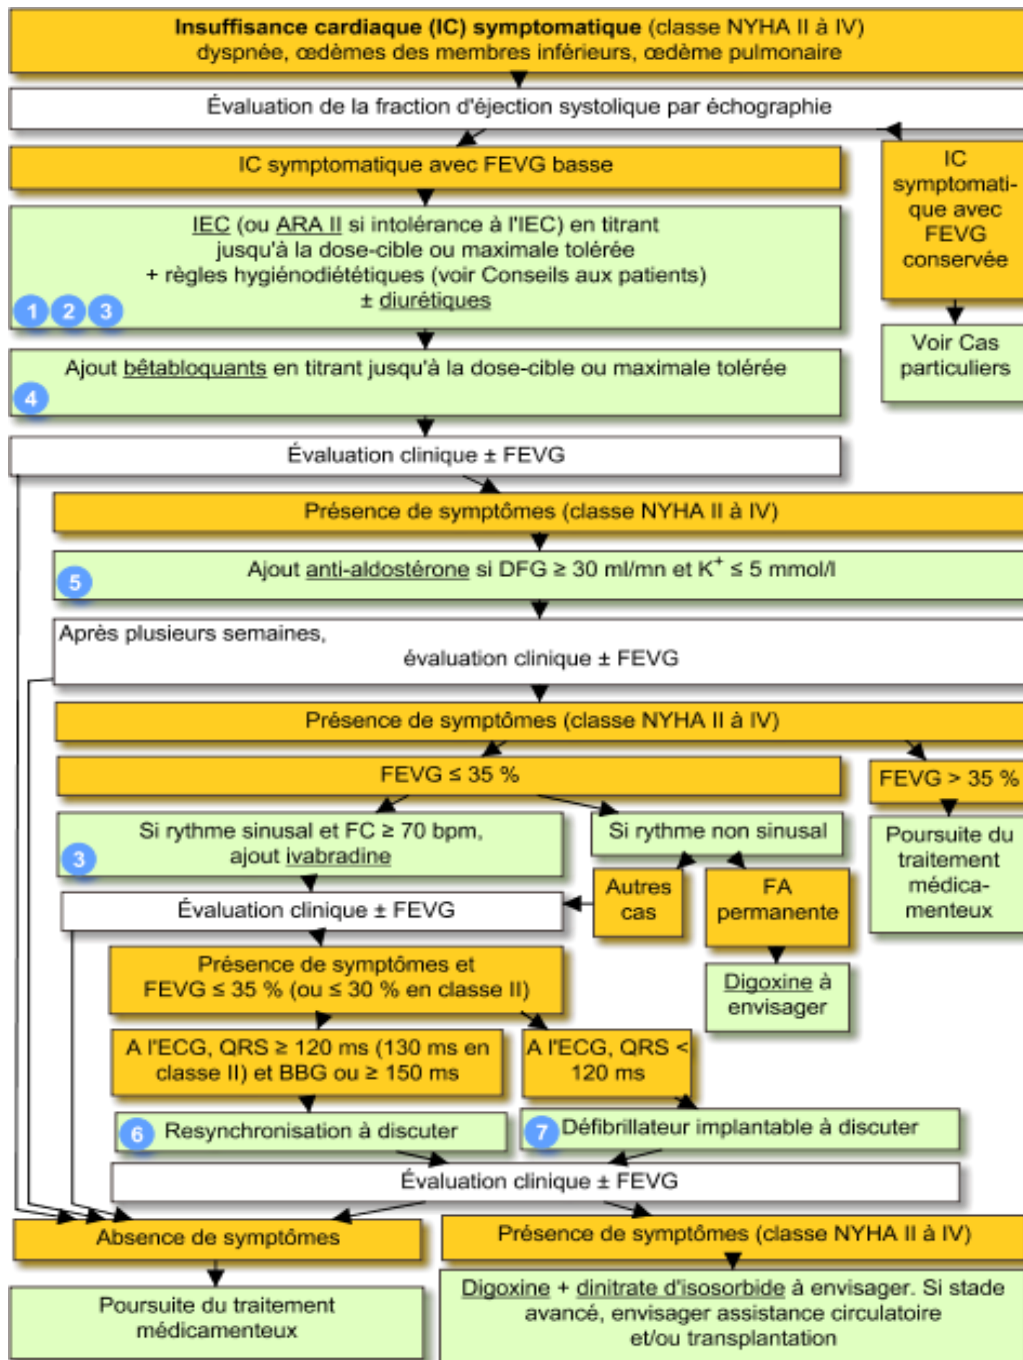 Insuffisance cardiaque (IC) symptomatique (classe NYHA II à IV)
dyspnée, œdèmes des membres inférieurs, œdème pulmonaire
Évaluation de la fraction d'éjection systolique par échographie
IC symptomatique avec FEVG basse
IC
symptomati-
que avec
FEVG
conservée
IEC (ou ARA II si intolérance à l'IEC) en titrant
jusqu'à la dose-cible ou maximale tolérée
+ règles hygiénodiététiques (voir Conseils aux patients)
± diurétiques
1 2 3
Voir Cas
particuliers
Ajout bêtabloquants en titrant jusqu'à la dose-cible ou maximale tolérée
4
Évaluation clinique ± FEVG
Présence de symptômes (classe NYHA II à IV)
Ajout anti-aldostérone si DFG ≥ 30 ml/mn et K+ ≤ 5 mmol/l
5
Après plusieurs semaines,
évaluation clinique ± FEVG
Présence de symptômes (classe NYHA II à IV)
FEVG ≤ 35 %
FEVG > 35 %
Si rythme sinusal et FC ≥ 70 bpm,
ajout ivabradine
3
Si rythme non sinusal
Poursuite du
traitement
médica-
menteux
Autres
cas
FA
permanente
Évaluation clinique ± FEVG
Digoxine à
envisager
Présence de symptômes et
FEVG ≤ 35 % (ou ≤ 30 % en classe II)
A l'ECG, QRS ≥ 120 ms (130 ms en
classe II) et BBG ou ≥ 150 ms
A l'ECG, QRS <
120 ms
6 Resynchronisation à discuter
7 Défibrillateur implantable à discuter
Évaluation clinique ± FEVG
Absence de symptômes
Présence de symptômes (classe NYHA II à IV)
Poursuite du traitement
médicamenteux
Digoxine + dinitrate d'isosorbide à envisager. Si stade
avancé, envisager assistance circulatoire
et/ou transplantation